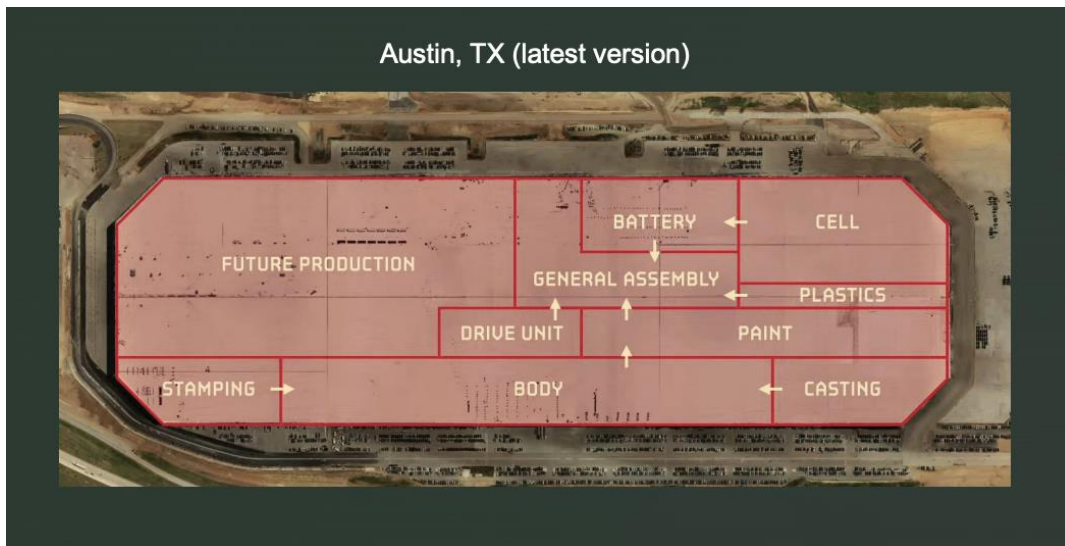 Austin, TX (latest version)
BATTERY
CELL
FUTURE PRODUCTION
GENERAL ASSEMBLY
PLASTICS
DRIVE UNIT
PAINT
STAMPING
BODY
CASTING